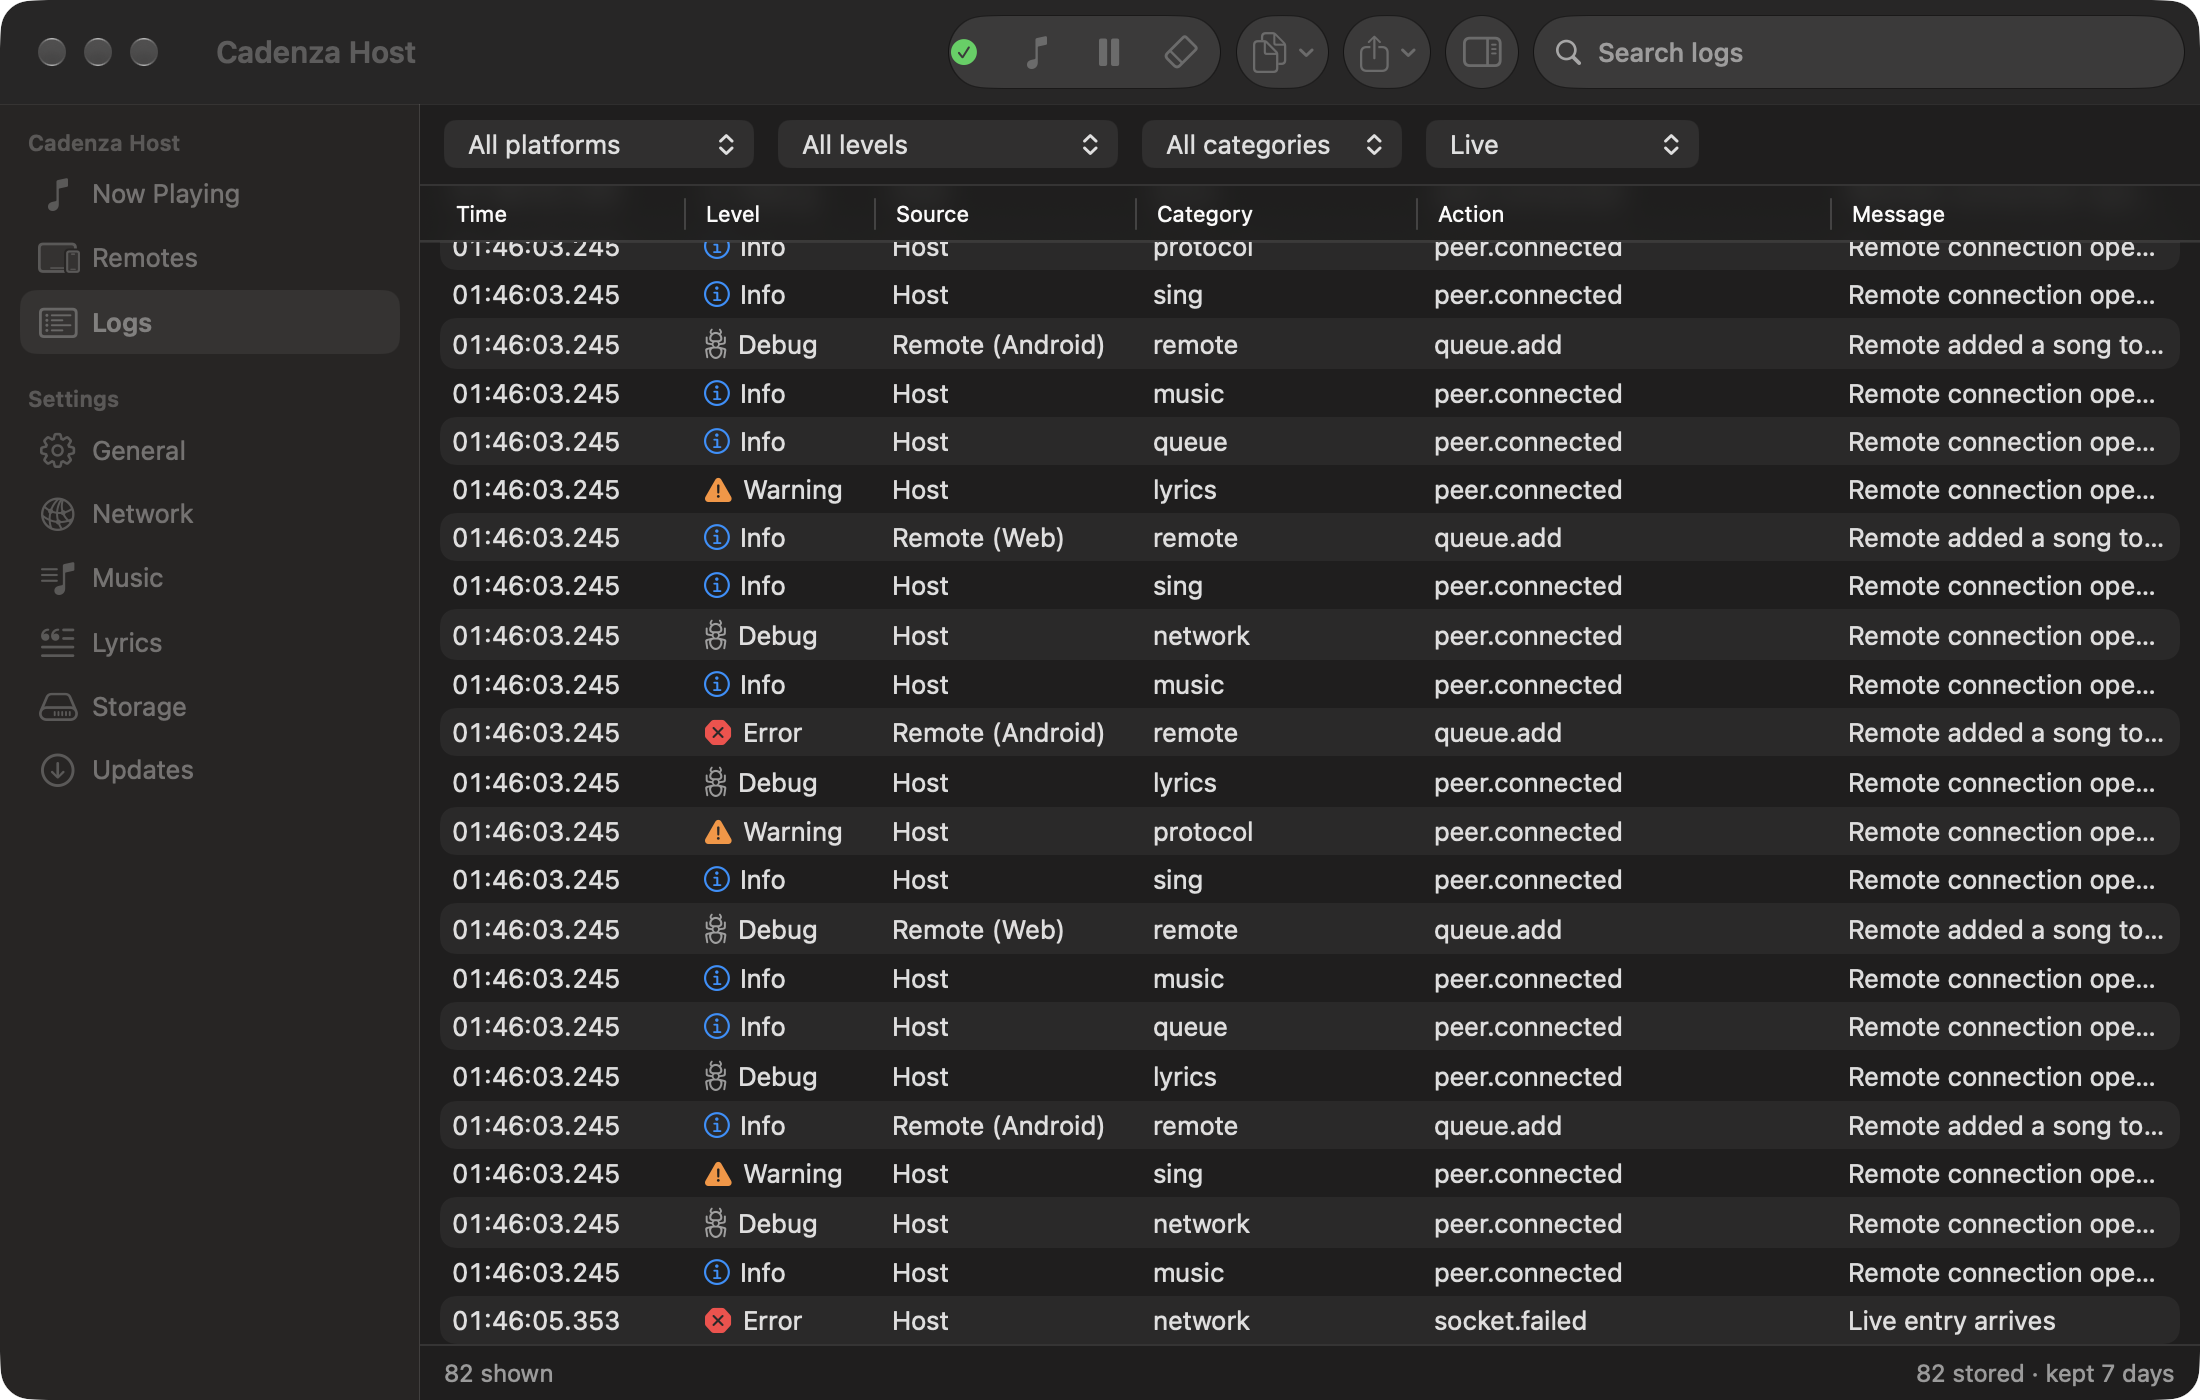 Cadenza Host
Search logs
Cadenza Host
Now Playing
Remotes
Logs
Settings
General
Network
Music
Lyrics
Storage
Updates
All platforms All levels All categories Live
Time Level Source Category Action Message
01:46:03.245 Info Host protocol peer.connected Remote connection ope...
01:46:03.245 Info Host sing peer.connected Remote connection ope...
01:46:03.245 Debug Remote (Android) remote queue.add Remote added a song to...
01:46:03.245 Info Host music peer.connected Remote connection ope...
01:46:03.245 Info Host queue peer.connected Remote connection ope...
01:46:03.245 Warning Host lyrics peer.connected Remote connection ope...
01:46:03.245 Info Remote (Web) remote queue.add Remote added a song to...
01:46:03.245 Info Host sing peer.connected Remote connection ope...
01:46:03.245 Debug Host network peer.connected Remote connection ope...
01:46:03.245 Info Host music peer.connected Remote connection ope...
01:46:03.245 Error Remote (Android) remote queue.add Remote added a song to...
01:46:03.245 Debug Host lyrics peer.connected Remote connection ope...
01:46:03.245 Warning Host protocol peer.connected Remote connection ope...
01:46:03.245 Info Host sing peer.connected Remote connection ope...
01:46:03.245 Debug Remote (Web) remote queue.add Remote added a song to...
01:46:03.245 Info Host music peer.connected Remote connection ope...
01:46:03.245 Info Host queue peer.connected Remote connection ope...
01:46:03.245 Debug Host lyrics peer.connected Remote connection ope...
01:46:03.245 Info Remote (Android) remote queue.add Remote added a song to...
01:46:03.245 Warning Host sing peer.connected Remote connection ope...
01:46:03.245 Debug Host network peer.connected Remote connection ope...
01:46:03.245 Info Host music peer.connected Remote connection ope...
01:46:05.353 Error Host network socket.failed Live entry arrives
82 shown 82 stored · kept 7 days